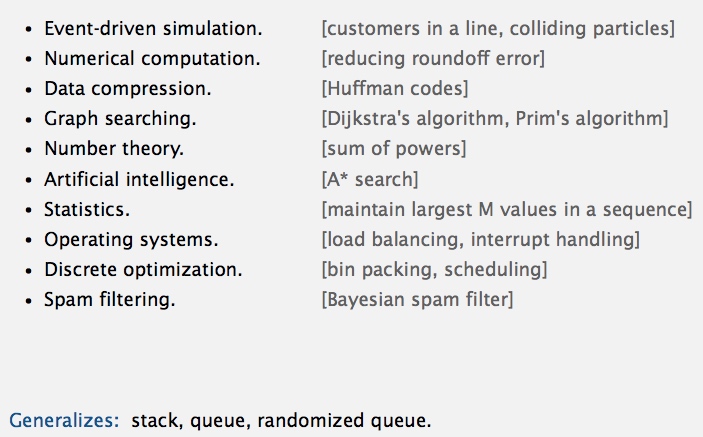 • Event-driven simulation. [customers in a line, colliding particles]
• Numerical computation. [reducing roundoff error]
• Data compression. [Huffman codes]
• Graph searching. [Dijkstra's algorithm, Prim's algorithm]
• Number theory. [sum of powers]
• Artificial intelligence. [A* search]
• Statistics. [maintain largest M values in a sequence]
• Operating systems. [load balancing, interrupt handling]
• Discrete optimization. [bin packing, scheduling]
• Spam filtering. [Bayesian spam filter]
Generalizes: stack, queue, randomized queue.